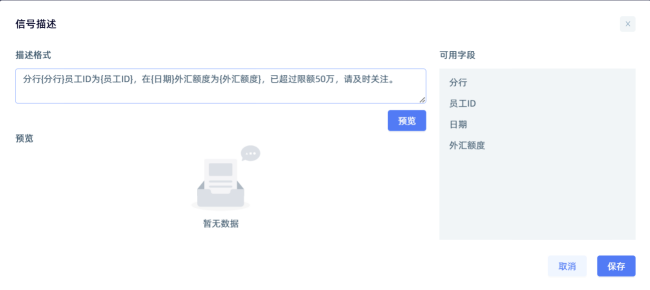 信号描述
×
描述格式
分行{分行}员工ID为{员工ID}，在{日期}外汇额度为{外汇额度}，已超过限额50万，请及时关注。
预览
预览
暂无数据
可用字段
分行
员工ID
日期
外汇额度
取消
保存